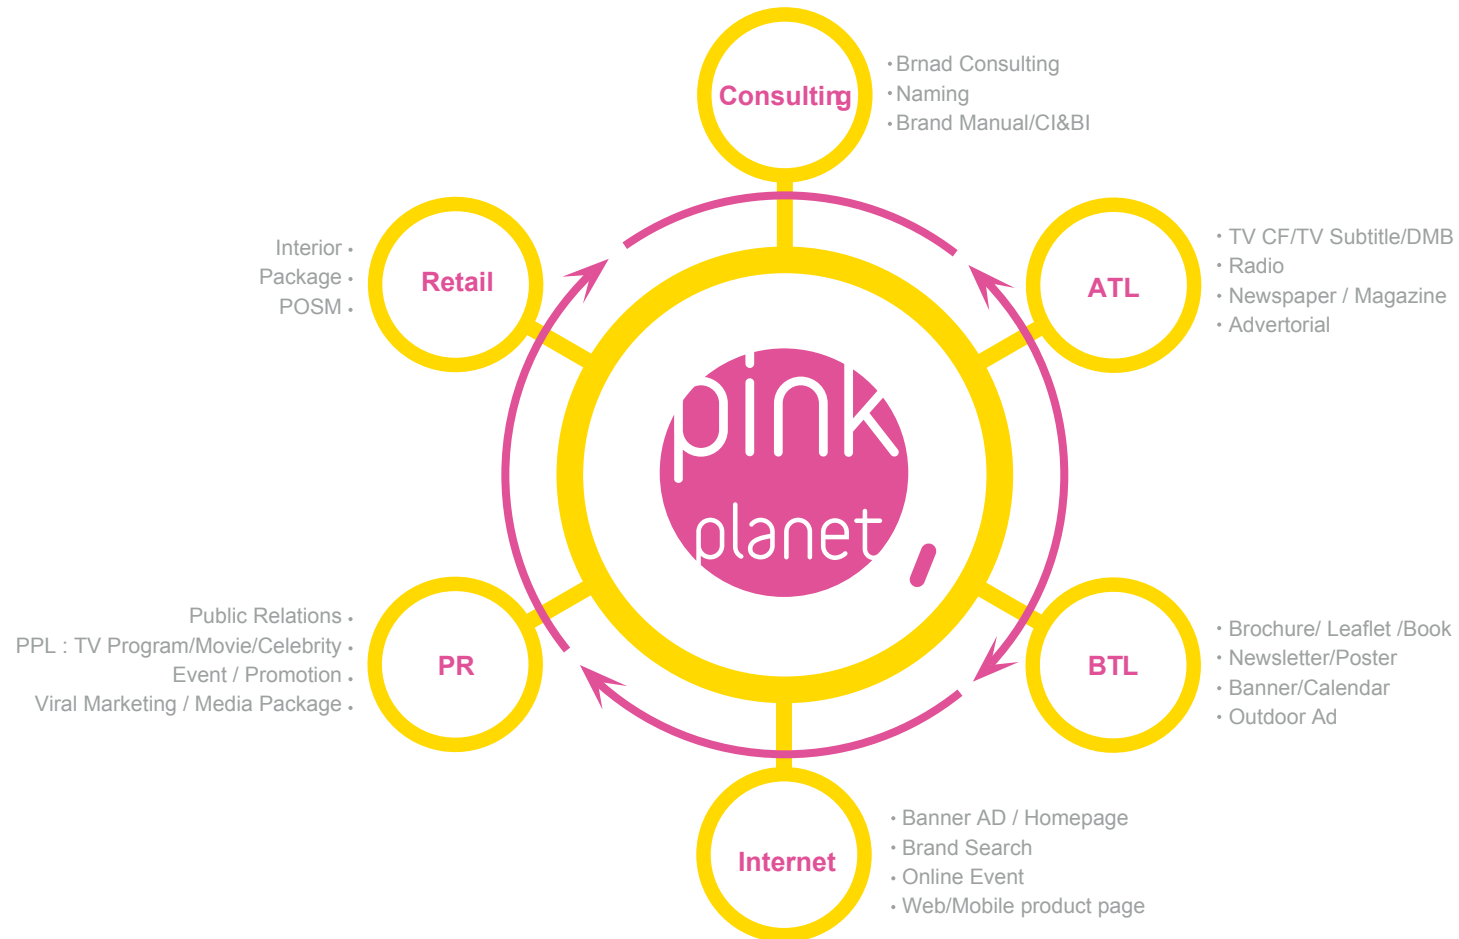 Consulting
·Brnad Consulting
·Naming
·Brand Manual/CI&BI
Interior ·
Package ·
POSM ·
Retail
ATL
· TV CF/TV Subtitle/DMB
· Radio
· Newspaper / Magazine
· Advertorial
pink
planet
Public Relations ·
PPL : TV Program/Movie/Celebrity ·
Event / Promotion ·
Viral Marketing / Media Package ·
PR
BTL
· Brochure/ Leaflet /Book
· Newsletter/Poster
· Banner/Calendar
· Outdoor Ad
Internet
· Banner AD / Homepage
· Brand Search
· Online Event
· Web/Mobile product page